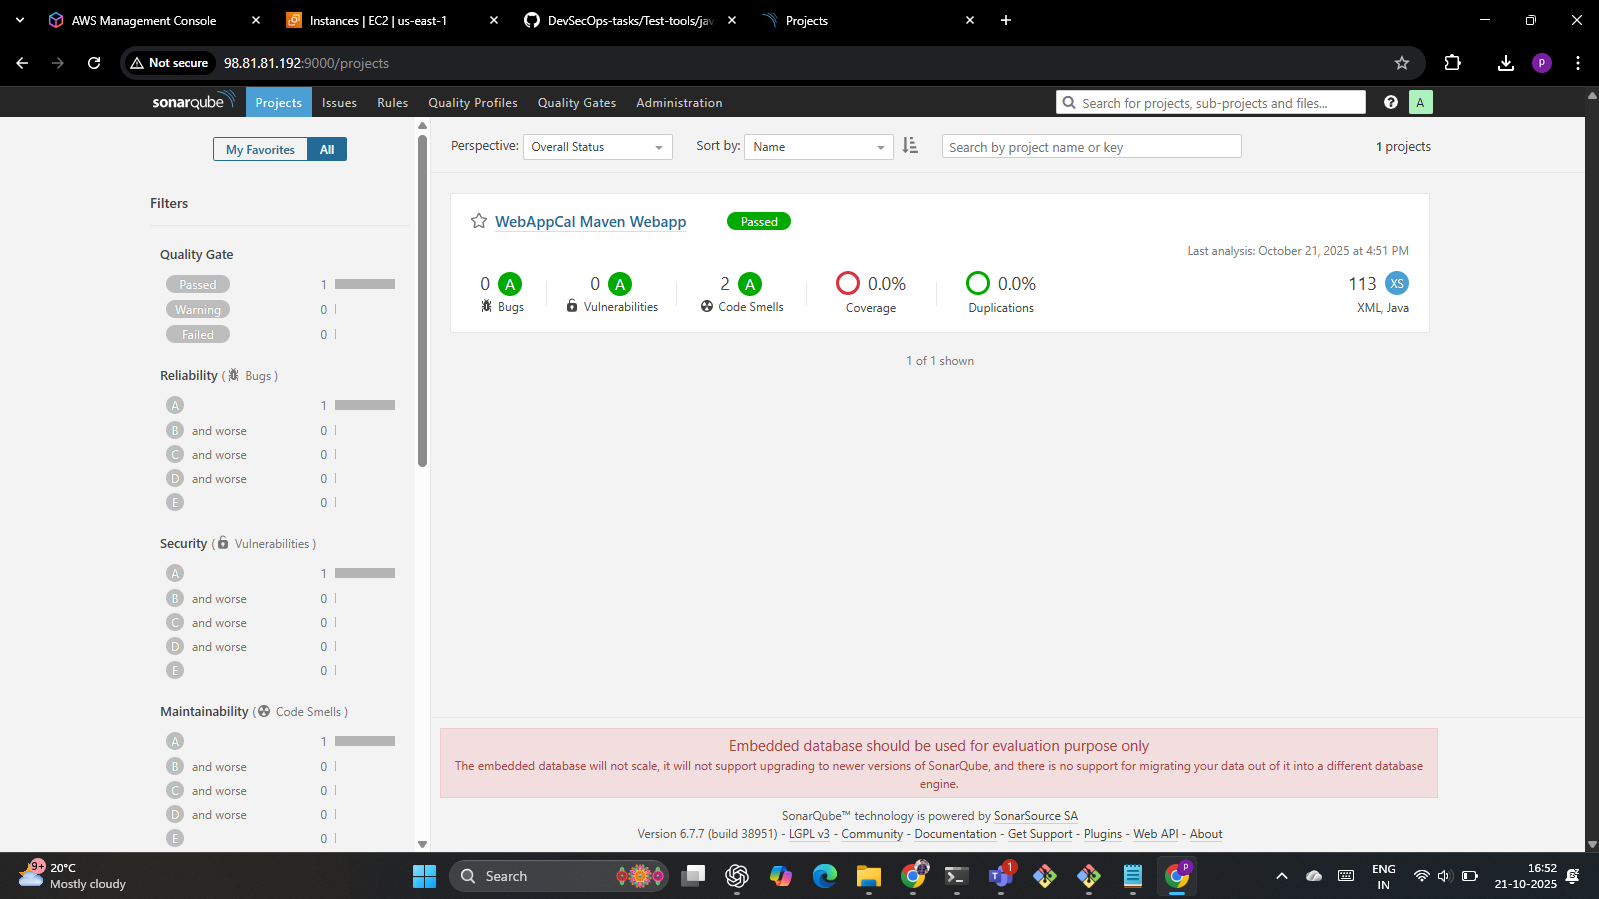 AWS Management Console
Instances | EC2 | us-east-1
DevSecOps-tasks/Test-tools/jav
Projects
Not secure 98.81.81.192:9000/projects
P
sonarqube Projects Issues Rules Quality Profiles Quality Gates Administration Search for projects, sub-projects and files... ? A
My Favorites All
Perspective: Overall Status Sort by: Name Search by project name or key 1 projects
Filters
Quality Gate
Passed 1
Warning 0
Failed 0
Reliability ( Bugs )
A 1
B and worse 0
C and worse 0
D and worse 0
E 0
Security ( Vulnerabilities )
A 1
B and worse 0
C and worse 0
D and worse 0
E 0
Maintainability ( Code Smells )
A 1
B and worse 0
C and worse 0
D and worse 0
E 0
WebAppCal Maven Webapp Passed
Last analysis: October 21, 2025 at 4:51 PM
0 A 0 A 2 A 0.0% 0.0% 113 XS
Bugs Vulnerabilities Code Smells Coverage Duplications XML, Java
1 of 1 shown
Embedded database should be used for evaluation purpose only
The embedded database will not scale, it will not support upgrading to newer versions of SonarQube, and there is no support for migrating your data out of it into a different database
engine.
SonarQube™ technology is powered by SonarSource SA
Version 6.7.7 (build 38951) - LGPL v3 - Community - Documentation - Get Support - Plugins - Web API - About
9+ 20°C
Mostly cloudy
Search
1
P
ENG
IN
16:52
21-10-2025